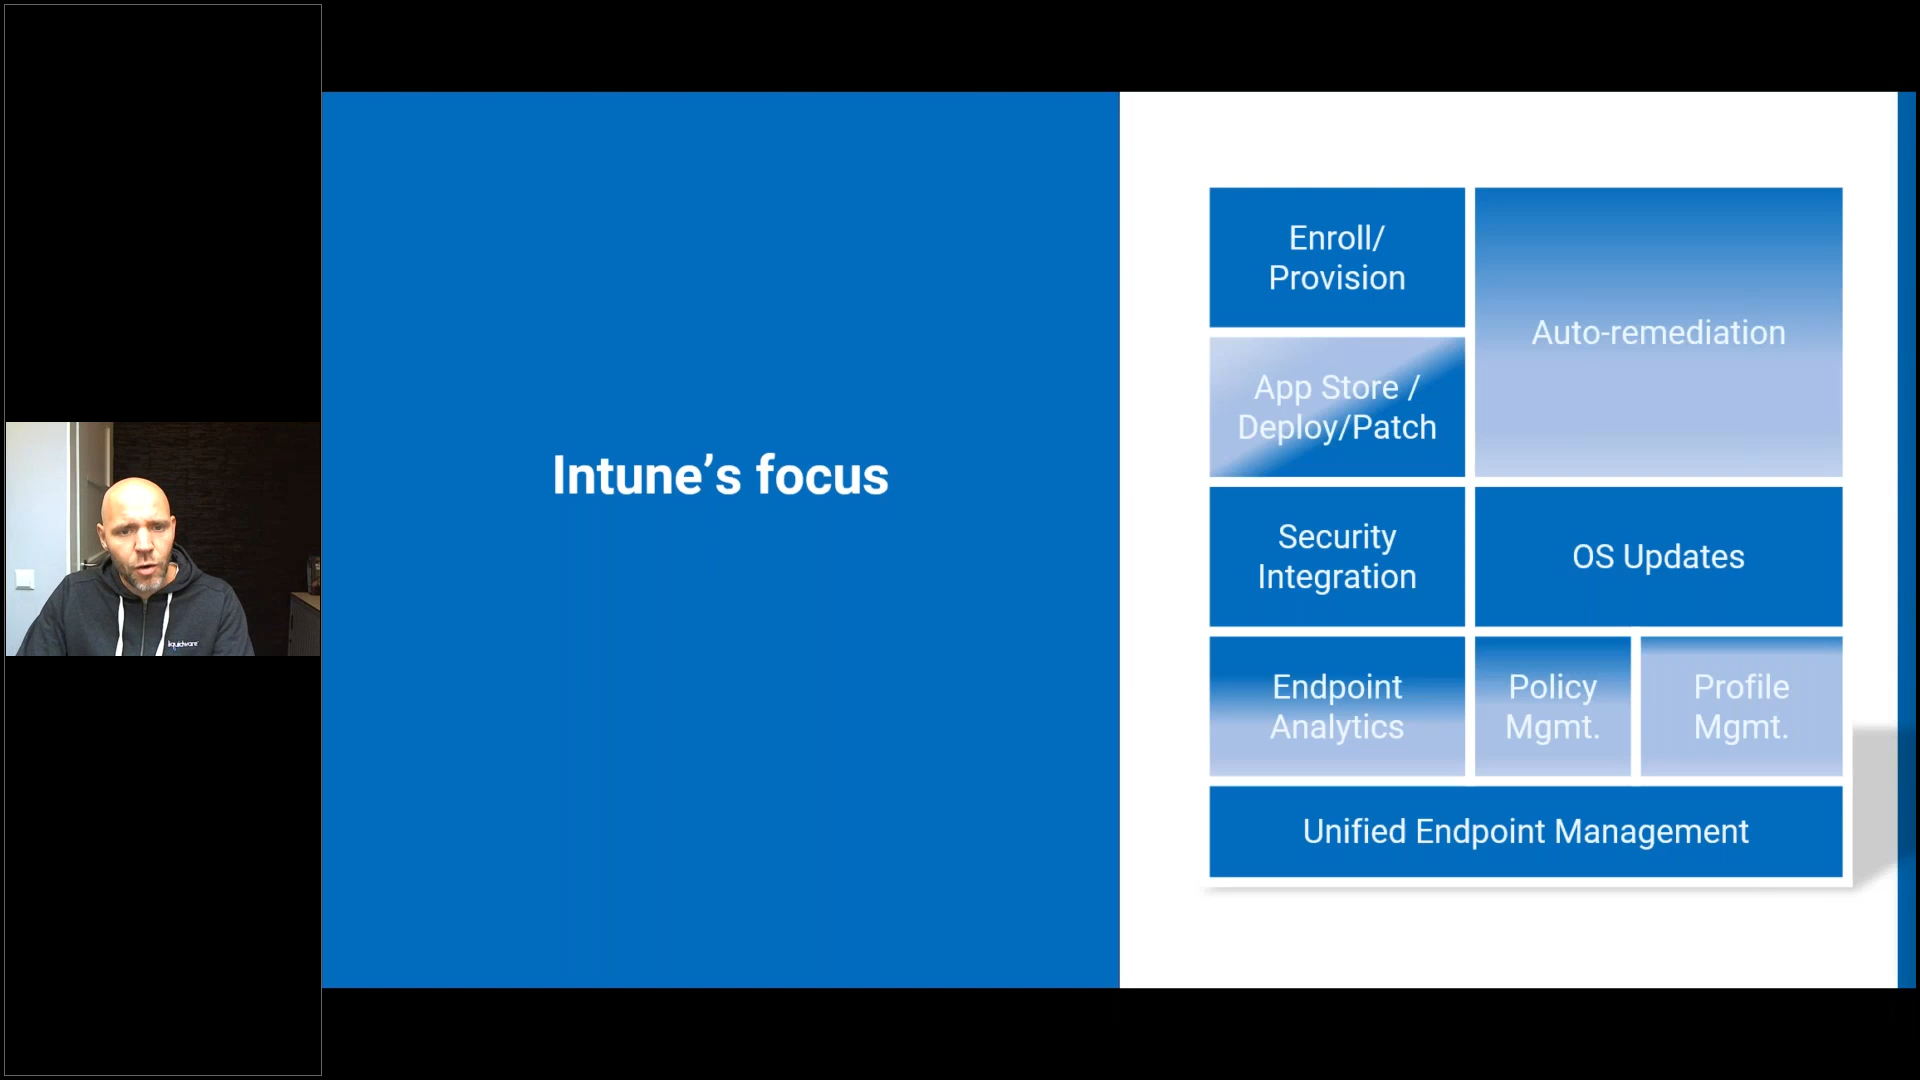 Intune’s focus
Enroll/
Provision
Auto-remediation
App Store /
Deploy/Patch
Security
Integration
OS Updates
Endpoint
Analytics
Policy
Mgmt.
Profile
Mgmt.
Unified Endpoint Management
liquidware